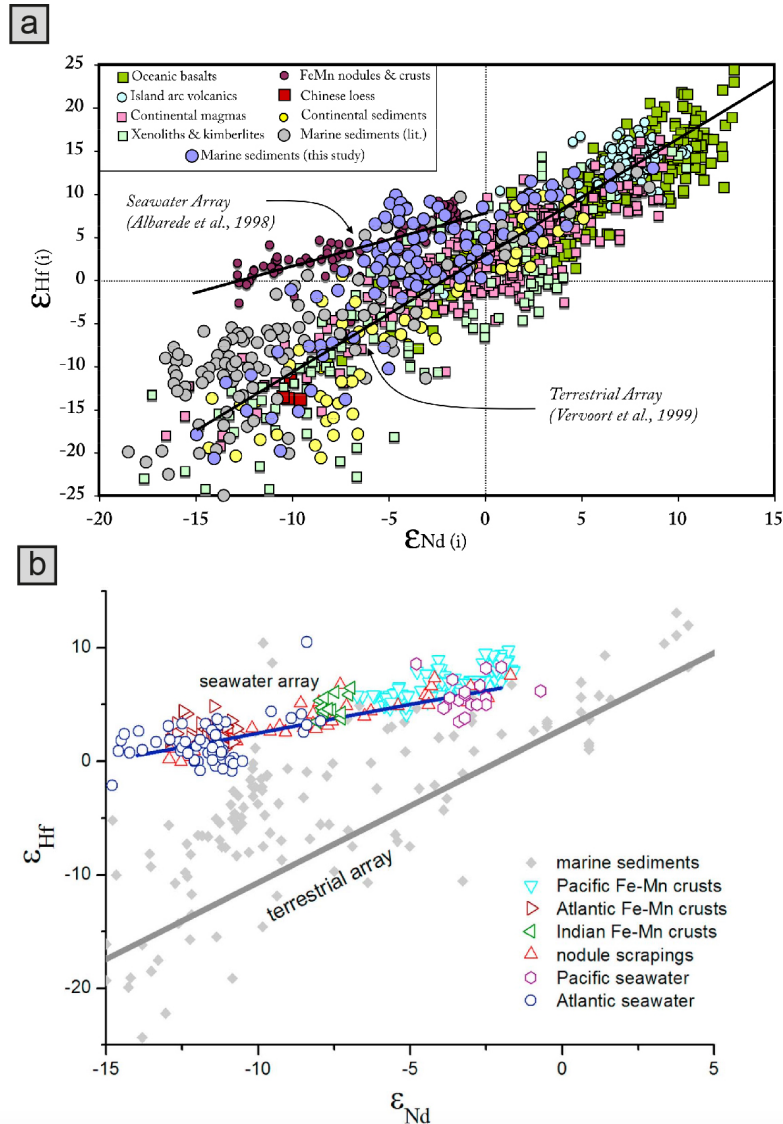 a
Oceanic basalts
FeMn nodules & crusts
Island arc volcanics
Chinese loess
Continental magmas
Continental sediments
Xenoliths & kimberlites
Marine sediments (lit.)
Marine sediments (this study)
Seawater Array
(Albarede et al., 1998)
Terrestrial Array
(Vervoort et al., 1999)
25
20
15
10
5
0
-5
-10
-15
-20
25
εHf (i)
-20
-15
-10
-5
0
5
10
15
εNd (i)
b
seawater array
terrestrial array
10
0
-10
-20
εHf
marine sediments
Pacific Fe-Mn crusts
Atlantic Fe-Mn crusts
Indian Fe-Mn crusts
nodule scrapings
Pacific seawater
Atlantic seawater
-15
-10
-5
0
5
εNd